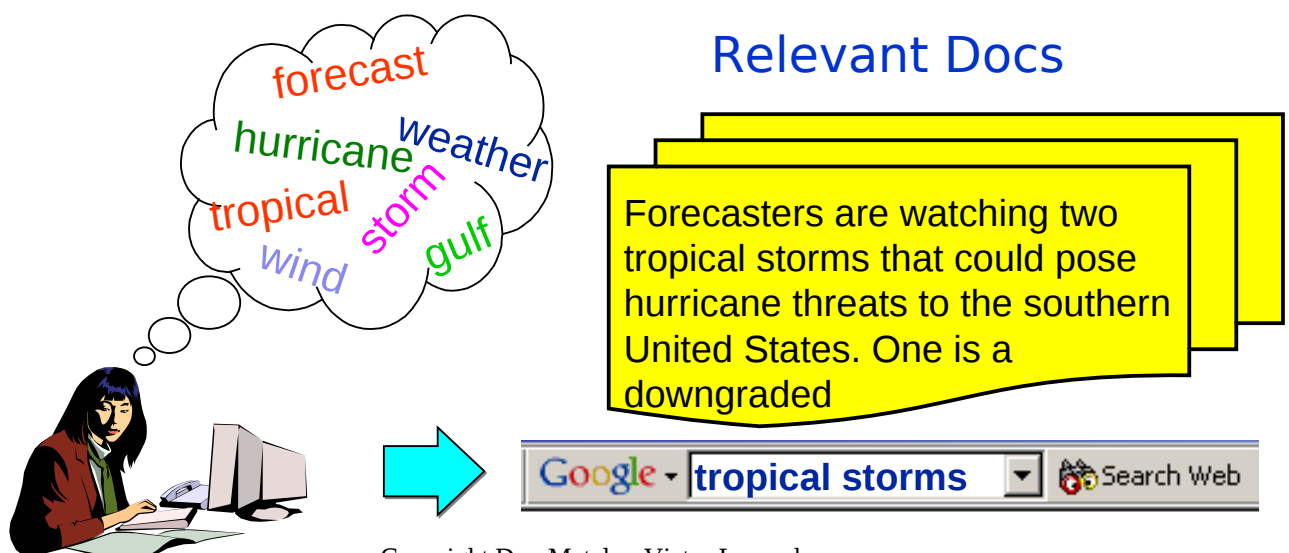 forecast
hurricane
weather
tropical
storm
wind
gulf
Relevant Docs
Forecasters are watching two
tropical storms that could pose
hurricane threats to the southern
United States. One is a
downgraded
Google
tropical storms
Search Web